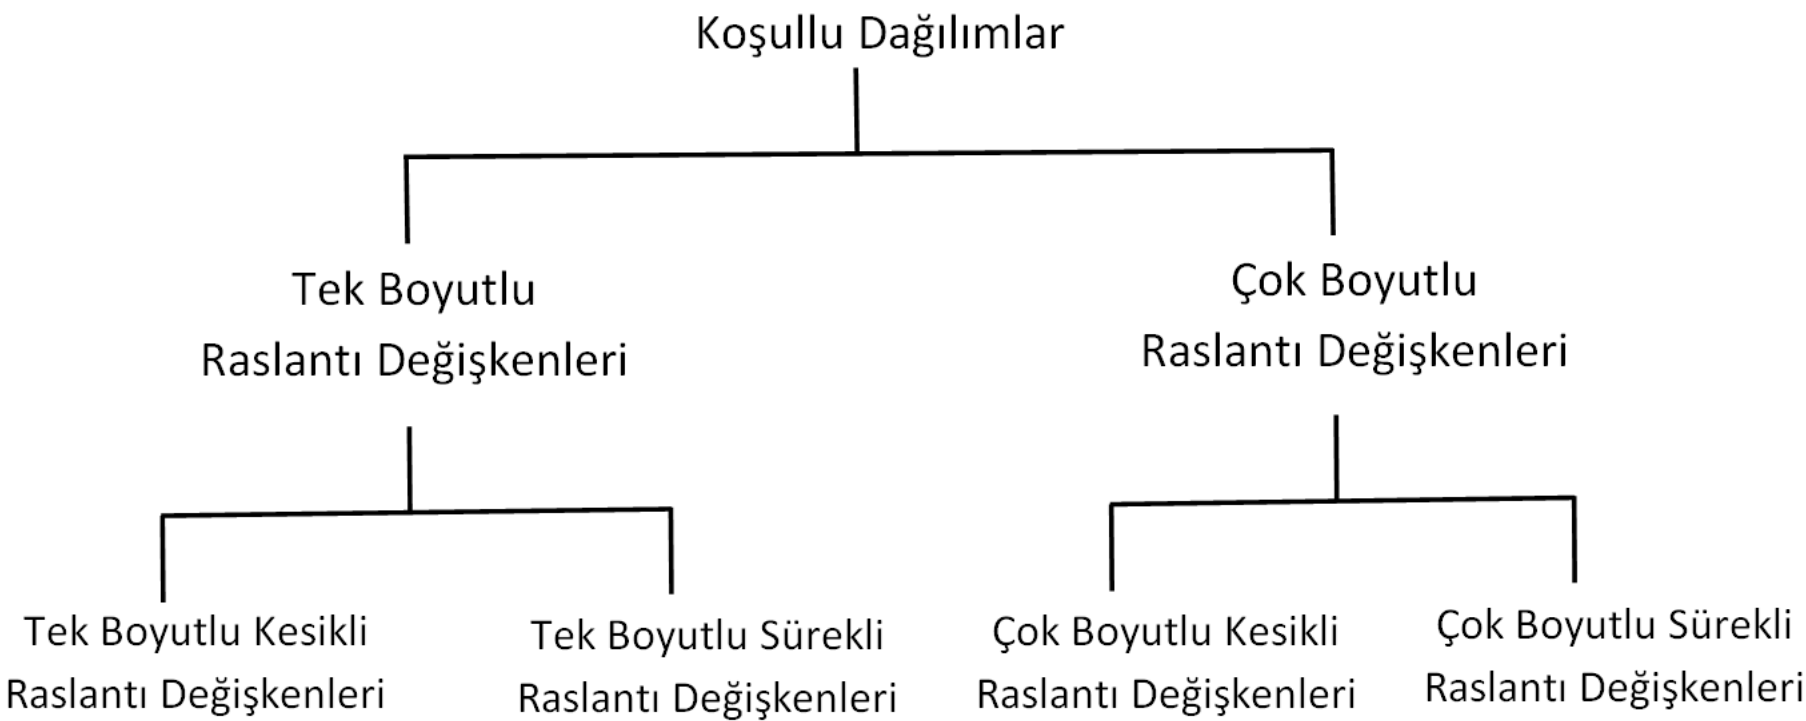 Koşullu Dağılımlar
Tek Boyutlu
Raslantı Değişkenleri
Çok Boyutlu
Raslantı Değişkenleri
Tek Boyutlu Kesikli
Raslantı Değişkenleri
Tek Boyutlu Sürekli
Raslantı Değişkenleri
Çok Boyutlu Kesikli
Raslantı Değişkenleri
Çok Boyutlu Sürekli
Raslantı Değişkenleri